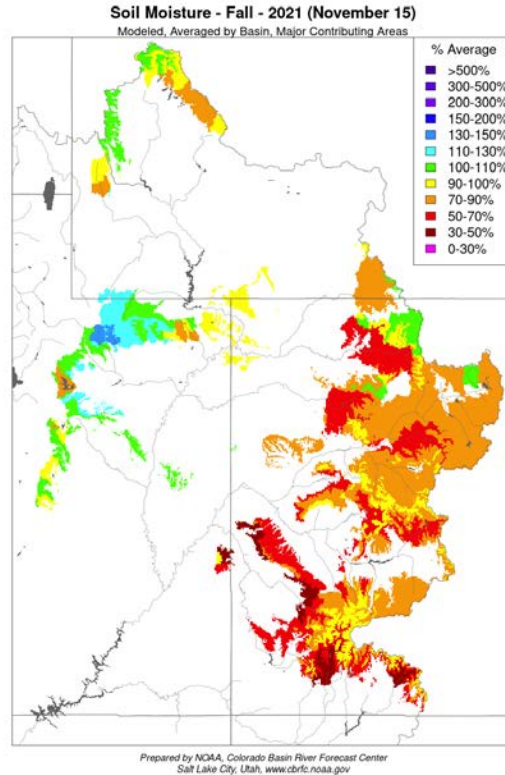 Soil Moisture - Fall - 2021 (November 15)
Modeled, Averaged by Basin, Major Contributing Areas
% Average
>500%
300-500%
200-300%
150-200%
130-150%
110-130%
100-110%
90-100%
70-90%
50-70%
30-50%
0-30%
Prepared by NOAA, Colorado Basin River Forecast Center
Salt Lake City, Utah, www.cbrfc.noaa.gov